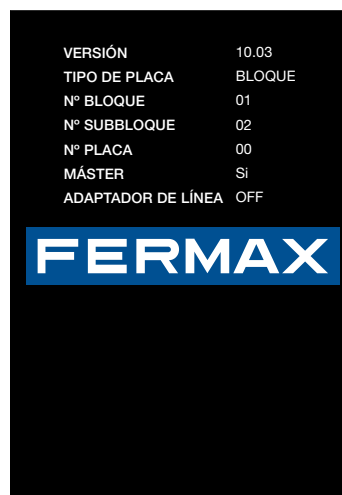 VERSIÓN 10.03
TIPO DE PLACA BLOQUE
Nº BLOQUE 01
Nº SUBBLOQUE 02
Nº PLACA 00
MÁSTER Si
ADAPTADOR DE LÍNEA OFF
FERMAX